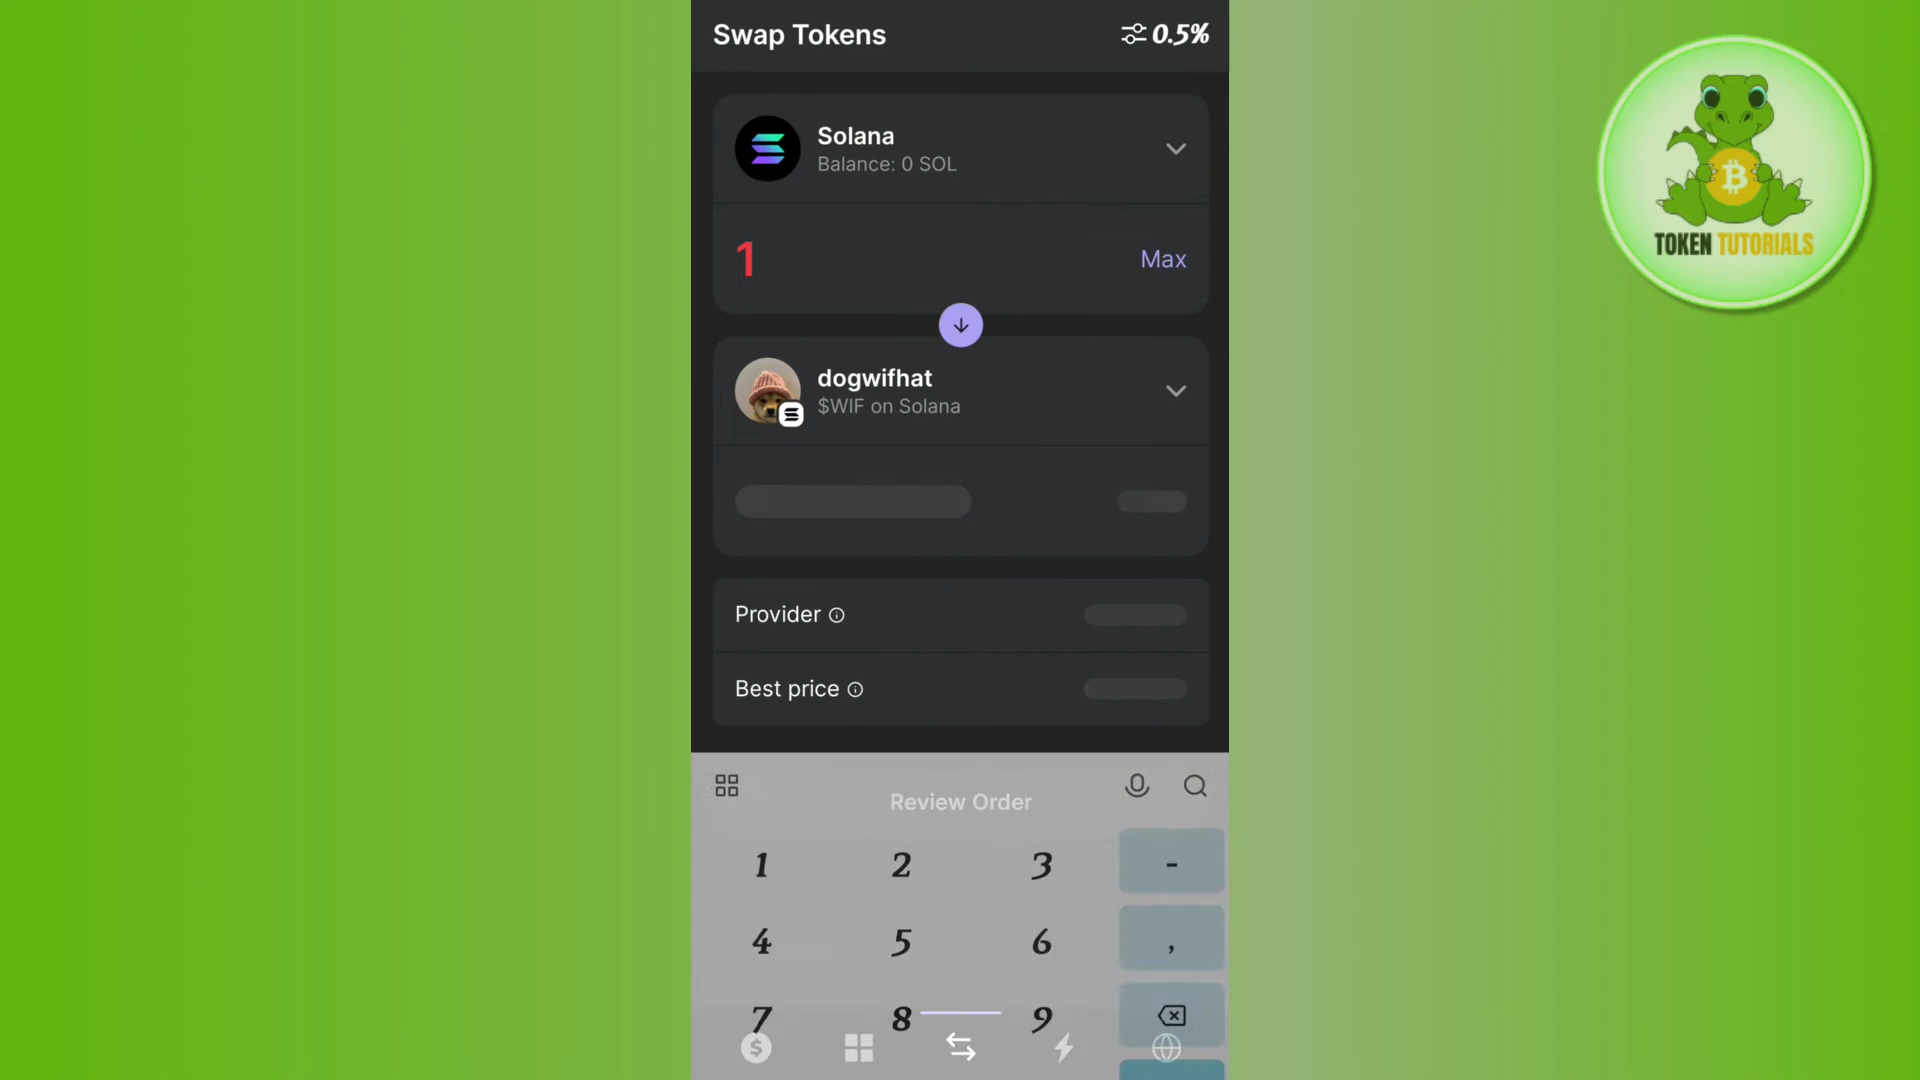 Swap Tokens
0.5%
Solana
Balance: 0 SOL
1
Max
dogwifhat
$WIF on Solana
Provider
Best price
Review Order
1 2 3 -
4 5 6 ,
7 8 9
TOKEN TUTORIALS